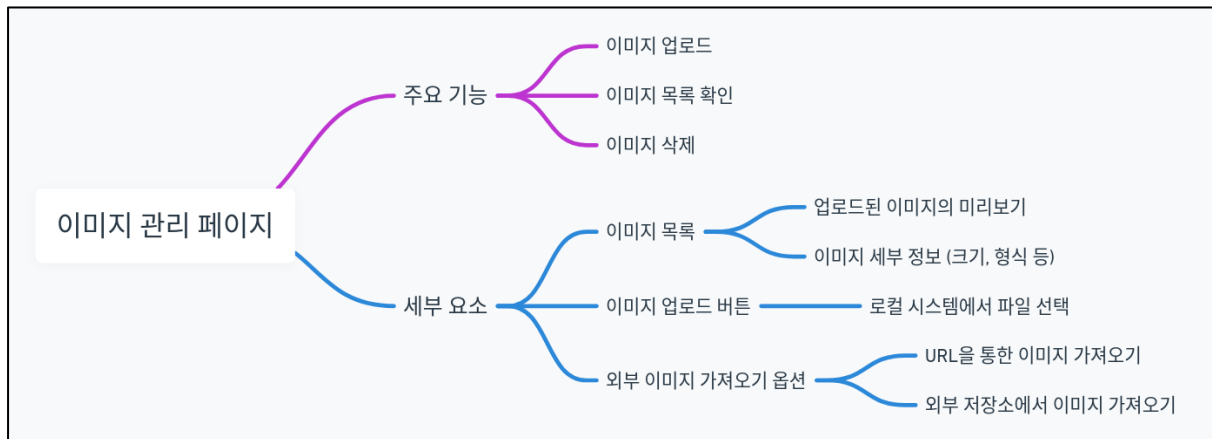 이미지 관리 페이지
주요 기능
이미지 업로드
이미지 목록 확인
이미지 삭제
세부 요소
이미지 목록
업로드된 이미지의 미리보기
이미지 세부 정보 (크기, 형식 등)
이미지 업로드 버튼
로컬 시스템에서 파일 선택
외부 이미지 가져오기 옵션
URL을 통한 이미지 가져오기
외부 저장소에서 이미지 가져오기